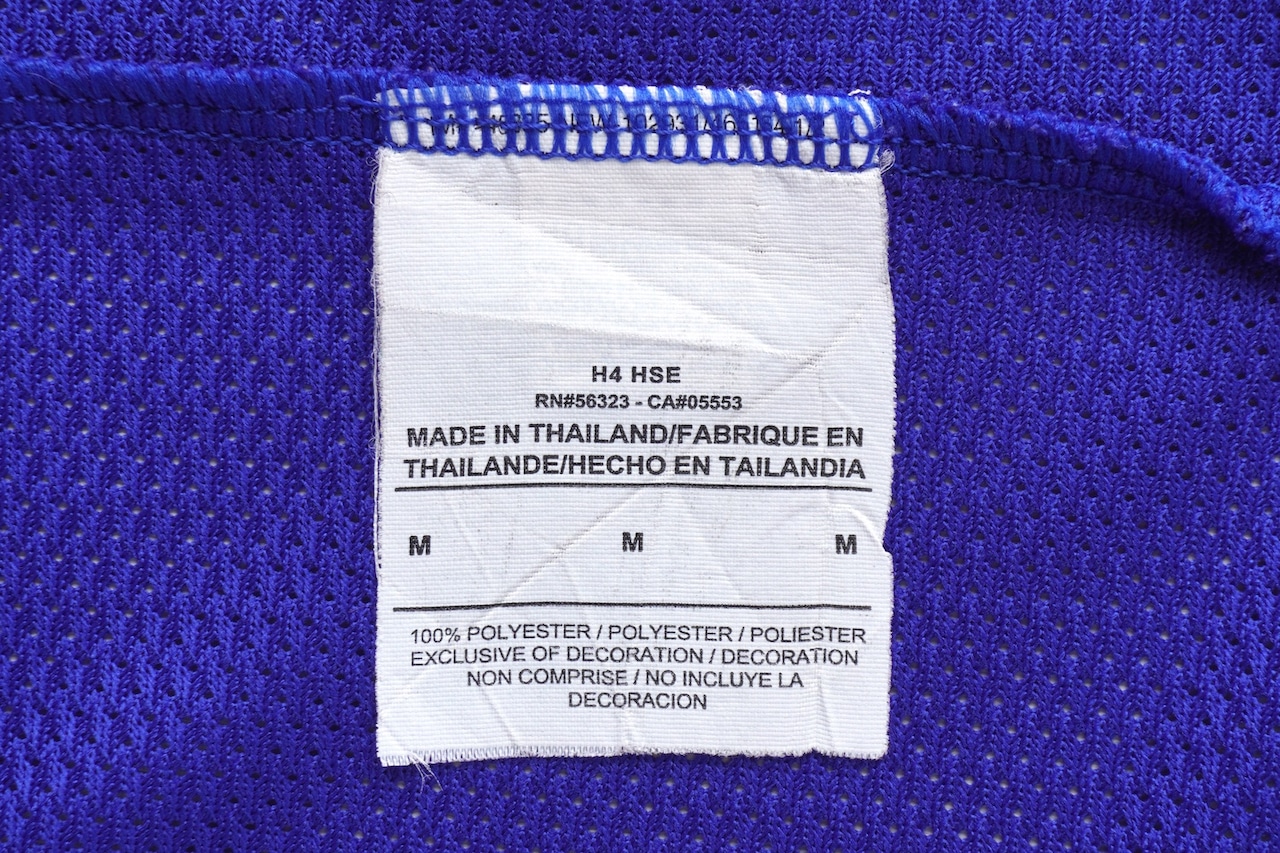 H4 HSE
RN#56323 - CA#05553
MADE IN THAILAND/FABRIQUE EN
THAILANDE/HECHO EN TAILANDIA
M M M
100% POLYESTER / POLYESTER / POLIESTER
EXCLUSIVE OF DECORATION / DECORATION
NON COMPRISE / NO INCLUYE LA
DECORACION